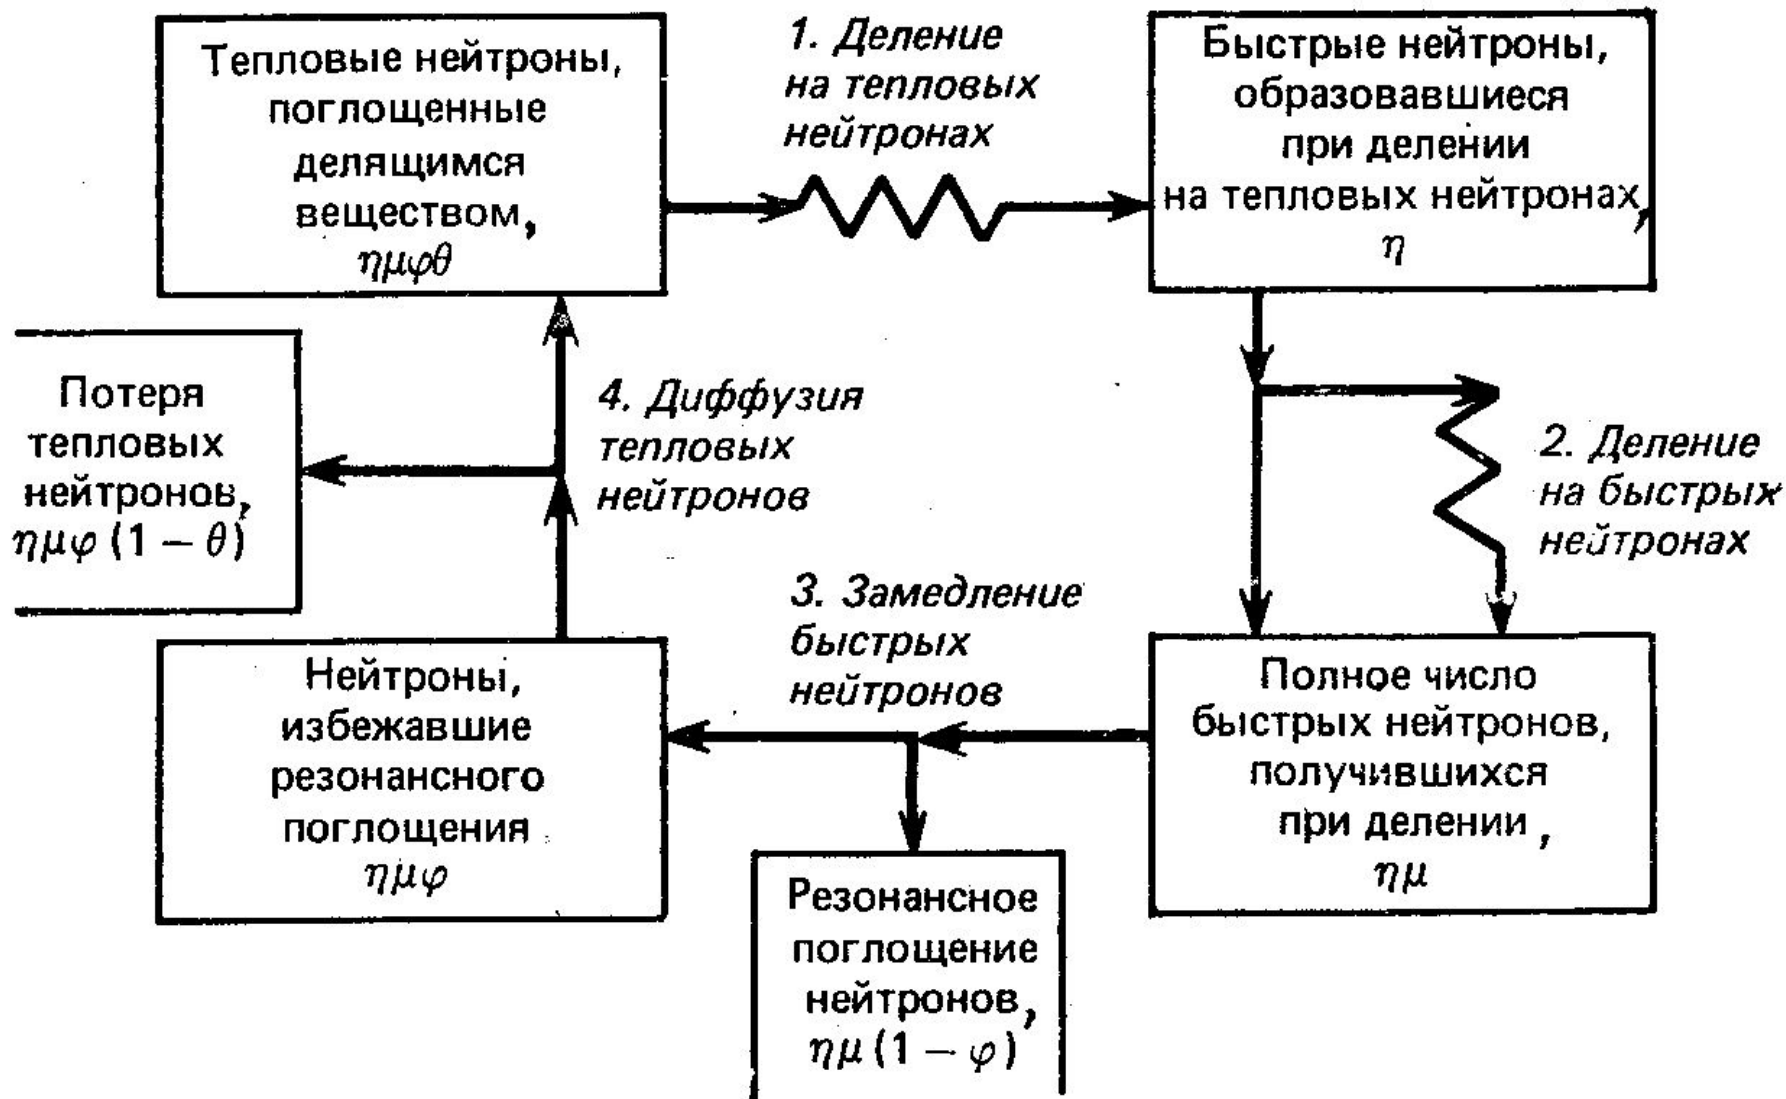 Тепловые нейтроны,
поглощенные
делящимся
веществом,
ημφθ
1. Деление
на тепловых
нейтронах
Быстрые нейтроны,
образовавшиеся
при делении
на тепловых нейтронах,
η
Потеря
тепловых
нейтронов,
ημφ (1 − θ)
4. Диффузия
тепловых
нейтронов
2. Деление
на быстрых
нейтронах
3. Замедление
быстрых
нейтронов
Нейтроны,
избежавшие
резонансного
поглощения
ημφ
Полное число
быстрых нейтронов,
получившихся
при делении ,
ημ
Резонансное
поглощение
нейтронов,
ημ (1 − φ)